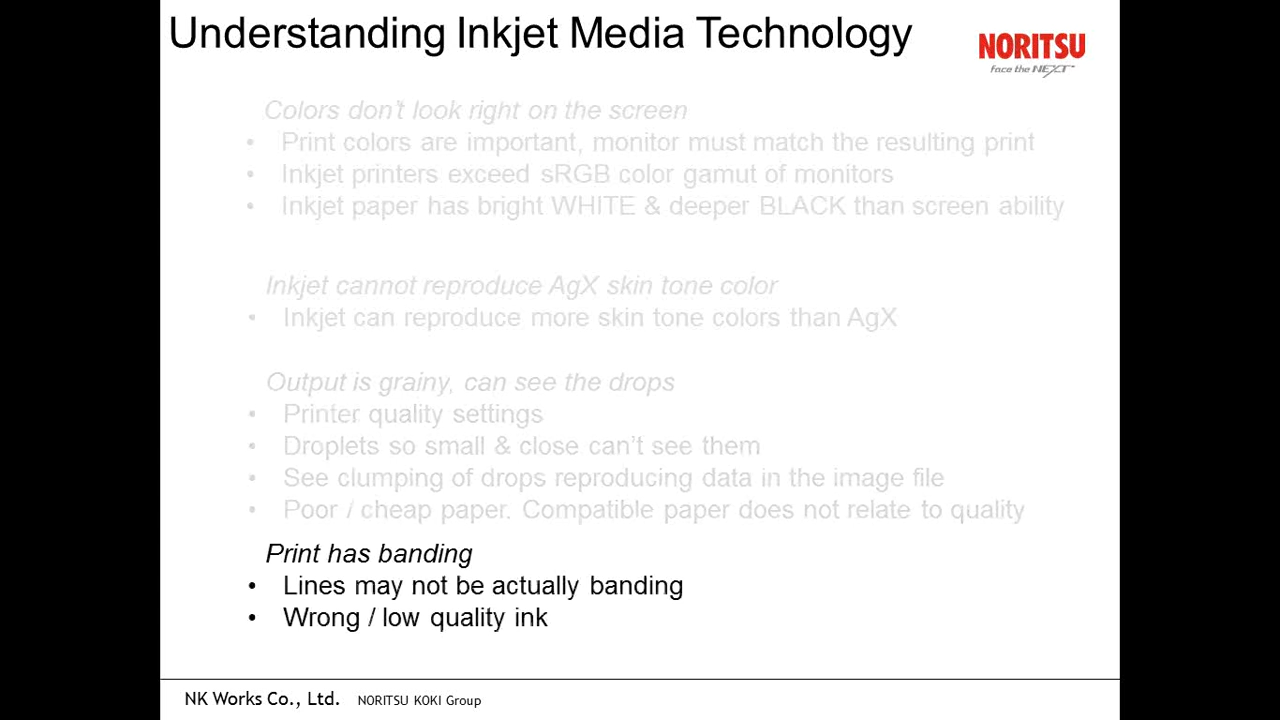 Understanding Inkjet Media Technology
NORITSU
face the NEXT™
Colors don't look right on the screen
• Print colors are important, monitor must match the resulting print
• Inkjet printers exceed sRGB color gamut of monitors
• Inkjet paper has bright WHITE & deeper BLACK than screen ability
Inkjet cannot reproduce AgX skin tone color
• Inkjet can reproduce more skin tone colors than AgX
Output is grainy, can see the drops
• Printer quality settings
• Droplets so small & close can't see them
• See clumping of drops reproducing data in the image file
• Poor / cheap paper. Compatible paper does not relate to quality
Print has banding
• Lines may not be actually banding
• Wrong / low quality ink
NK Works Co., Ltd. NORITSU KOKI Group